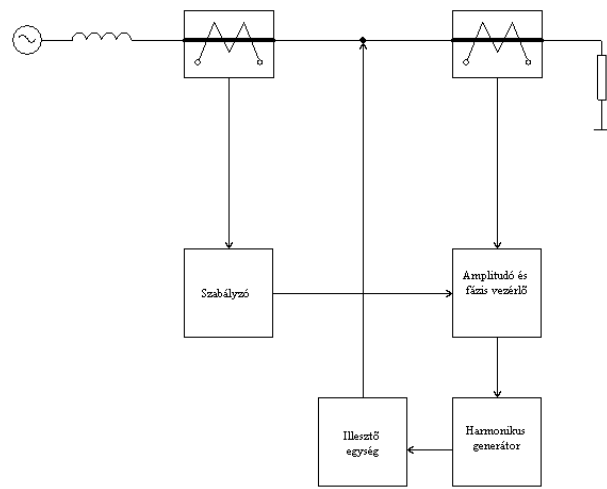 Szabályzó
Amplitudó és
fázis vezérlő
Illesztő
egység
Harmonikus
generátor